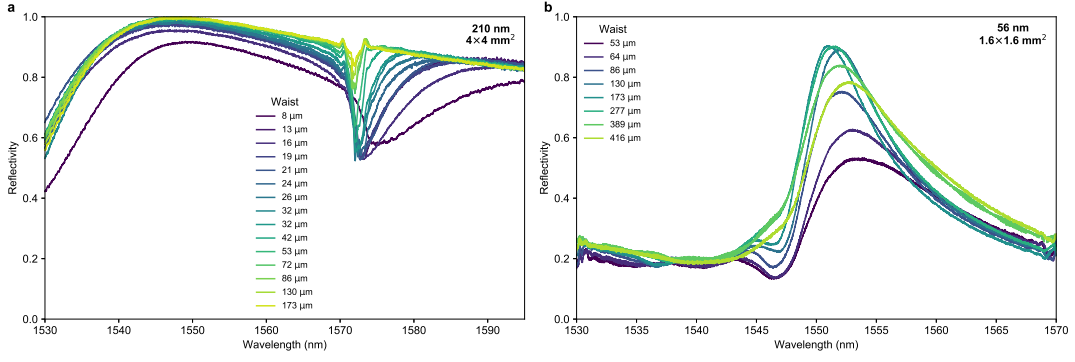 a
1.0
0.8
0.6
0.4
0.2
0.0
Reflectivity
210 nm
4×4 mm²
Waist
8 µm
13 µm
16 µm
19 µm
21 µm
24 µm
26 µm
32 µm
32 µm
42 µm
53 µm
72 µm
86 µm
130 µm
173 µm
1530 1540 1550 1560 1570 1580 1590
Wavelength (nm)
b
1.0
0.8
0.6
0.4
0.2
0.0
Reflectivity
Waist
53 µm
64 µm
86 µm
130 µm
173 µm
277 µm
389 µm
416 µm
56 nm
1.6×1.6 mm²
1530 1535 1540 1545 1550 1555 1560 1565 1570
Wavelength (nm)